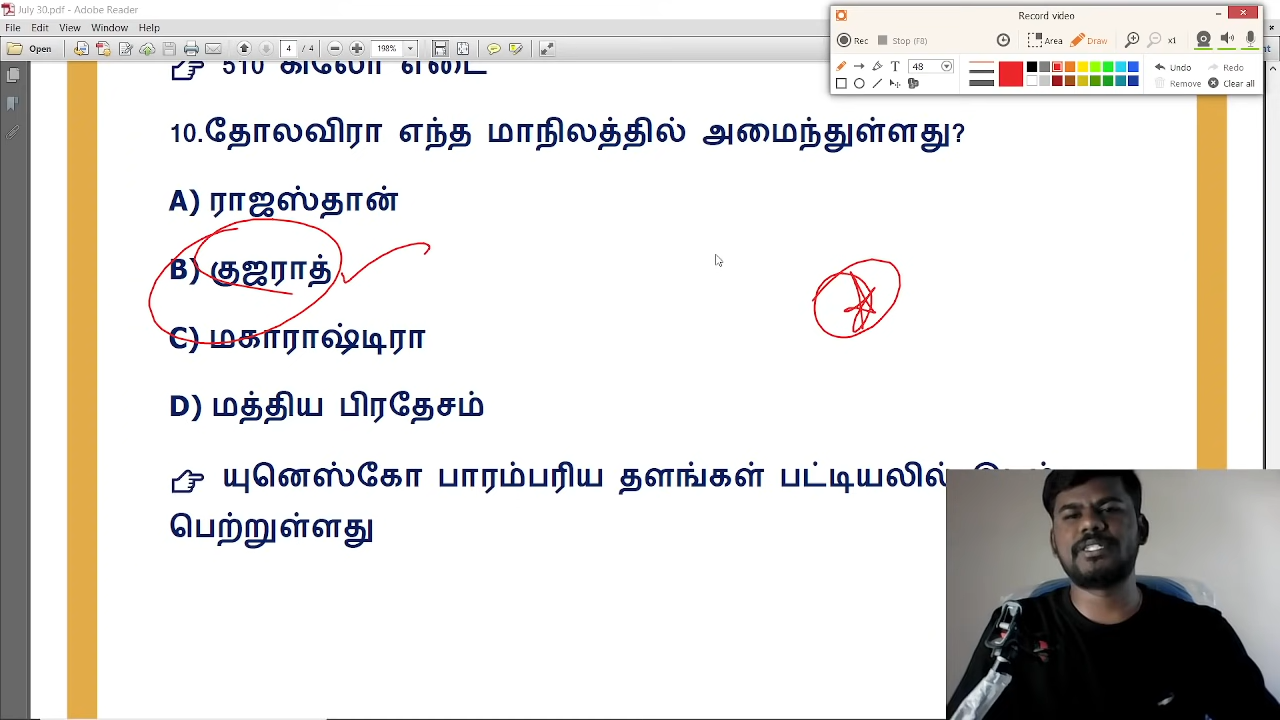 July 30.pdf - Adobe Reader
Record video
File Edit View Window Help
Open 4 / 4 198%
Rec Stop (F8) Area Draw x1
T 48 Undo Redo
Remove Clear all
👉 510 கிலோ எடை
10.தோலவிரா எந்த மாநிலத்தில் அமைந்துள்ளது?
A) ராஜஸ்தான்
B) குஜராத்
C) மகாராஷ்டிரா
D) மத்திய பிரதேசம்
👉 யுனெஸ்கோ பாரம்பரிய தளங்கள் பட்டியலில்
பெற்றுள்ளது